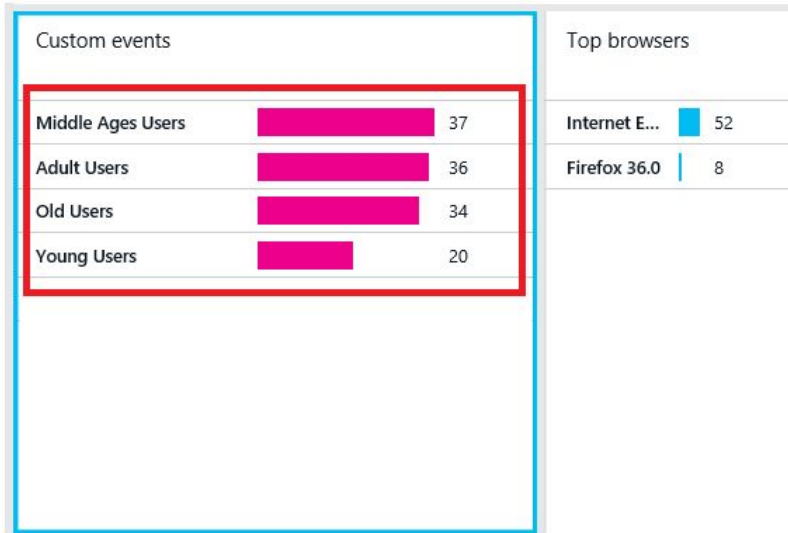 Custom events
Middle Ages Users 37
Adult Users 36
Old Users 34
Young Users 20
Top browsers
Internet E... 52
Firefox 36.0 8